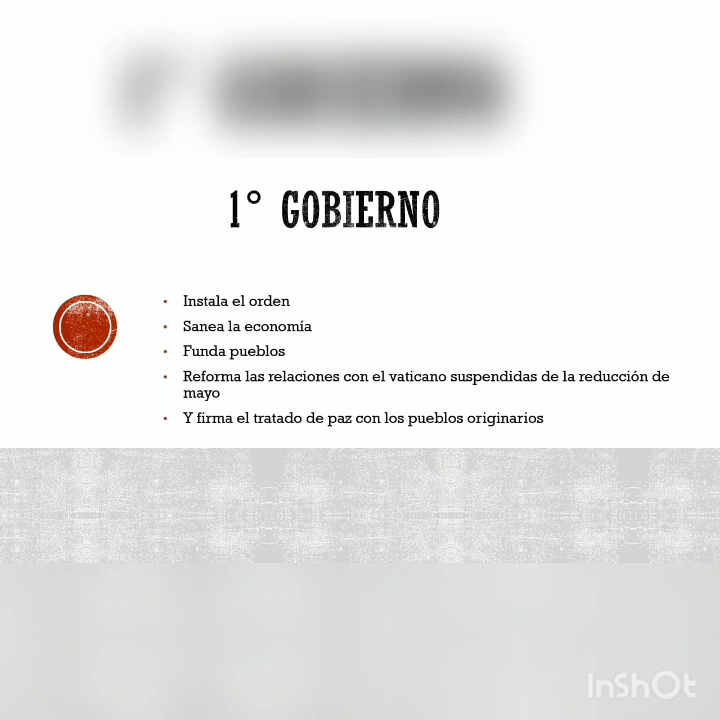 1° GOBIERNO
• Instala el orden
• Sanea la economía
• Funda pueblos
• Reforma las relaciones con el vaticano suspendidas de la reducción de
mayo
• Y firma el tratado de paz con los pueblos originarios
InShOt